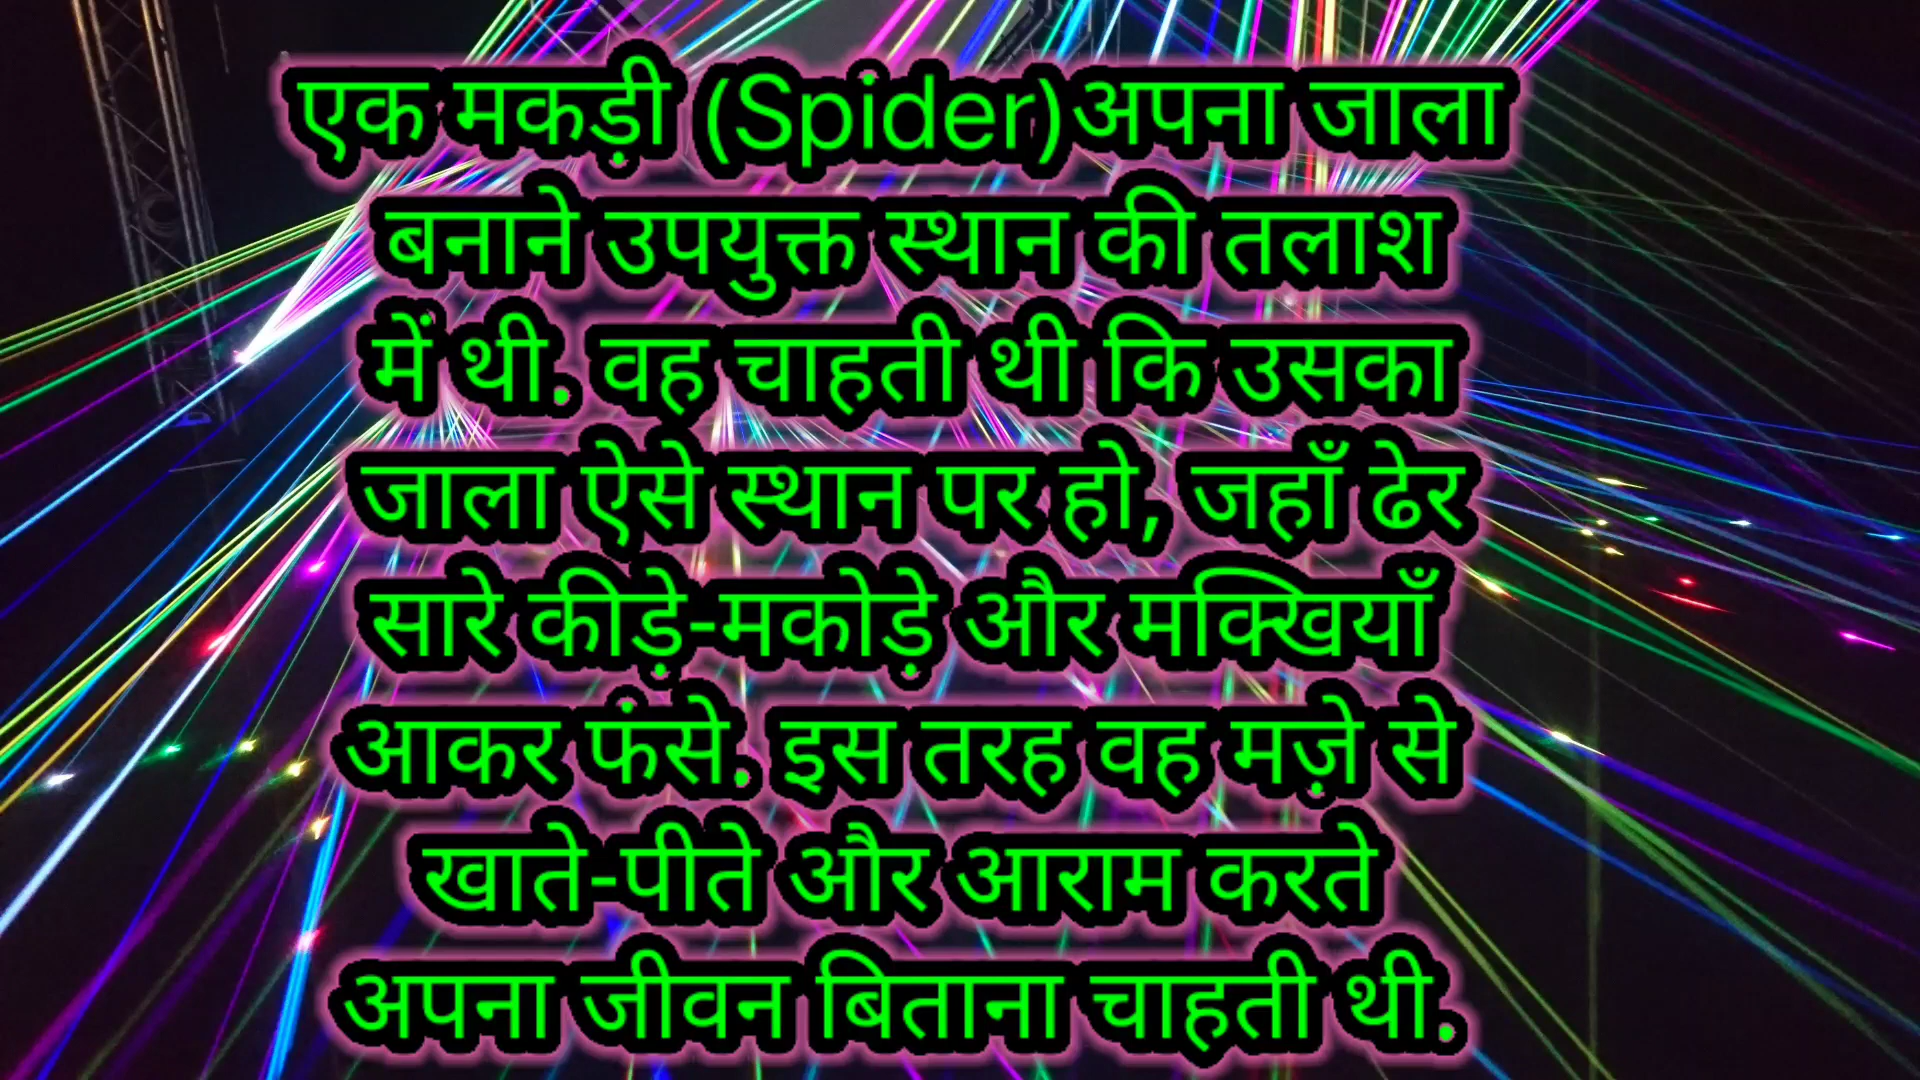 एक मकड़ी (Spider)अपना जाला
बनाने उपयुक्त स्थान की तलाश
में थी. वह चाहती थी कि उसका
जाला ऐसे स्थान पर हो, जहाँ ढेर
सारे कीड़े-मकोड़े और मक्खियाँ
आकर फंसे. इस तरह वह मज़े से
खाते-पीते और आराम करते
अपना जीवन बिताना चाहती थी.